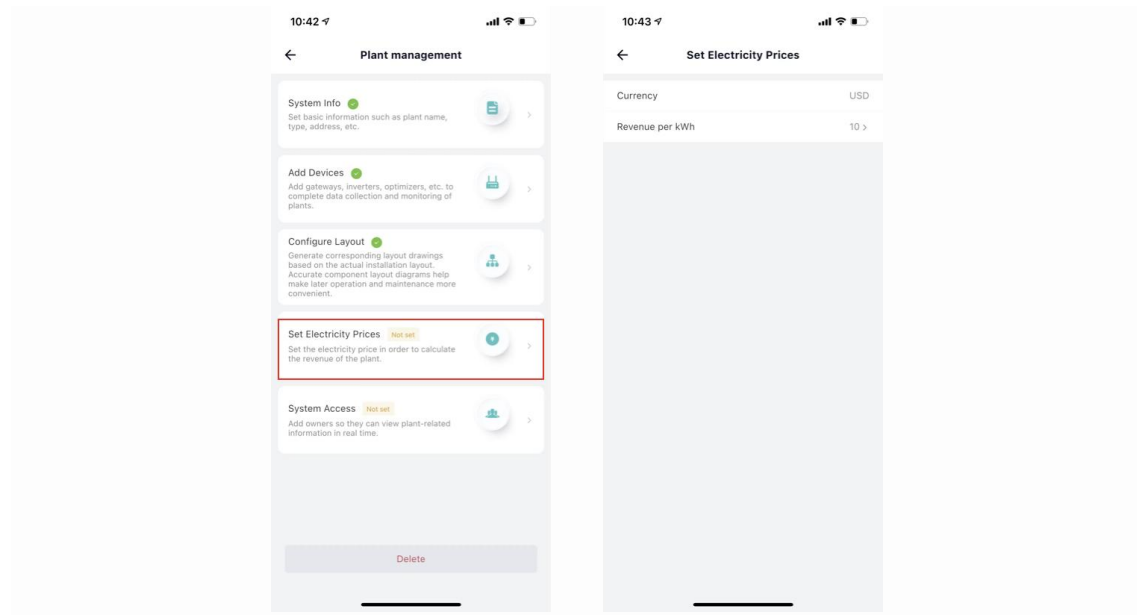 10:42
Plant management
System Info
Set basic information such as plant name,
type, address, etc.
Add Devices
Add gateways, inverters, optimizers, etc. to
complete data collection and monitoring of
plants.
Configure Layout
Generate corresponding layout drawings
based on the actual installation layout.
Accurate component layout diagrams help
make later operation and maintenance more
convenient.
Set Electricity Prices Not set
Set the electricity price in order to calculate
the revenue of the plant.
System Access Not set
Add owners so they can view plant-related
information in real time.
Delete
10:43
Set Electricity Prices
Currency USD
Revenue per kWh 10